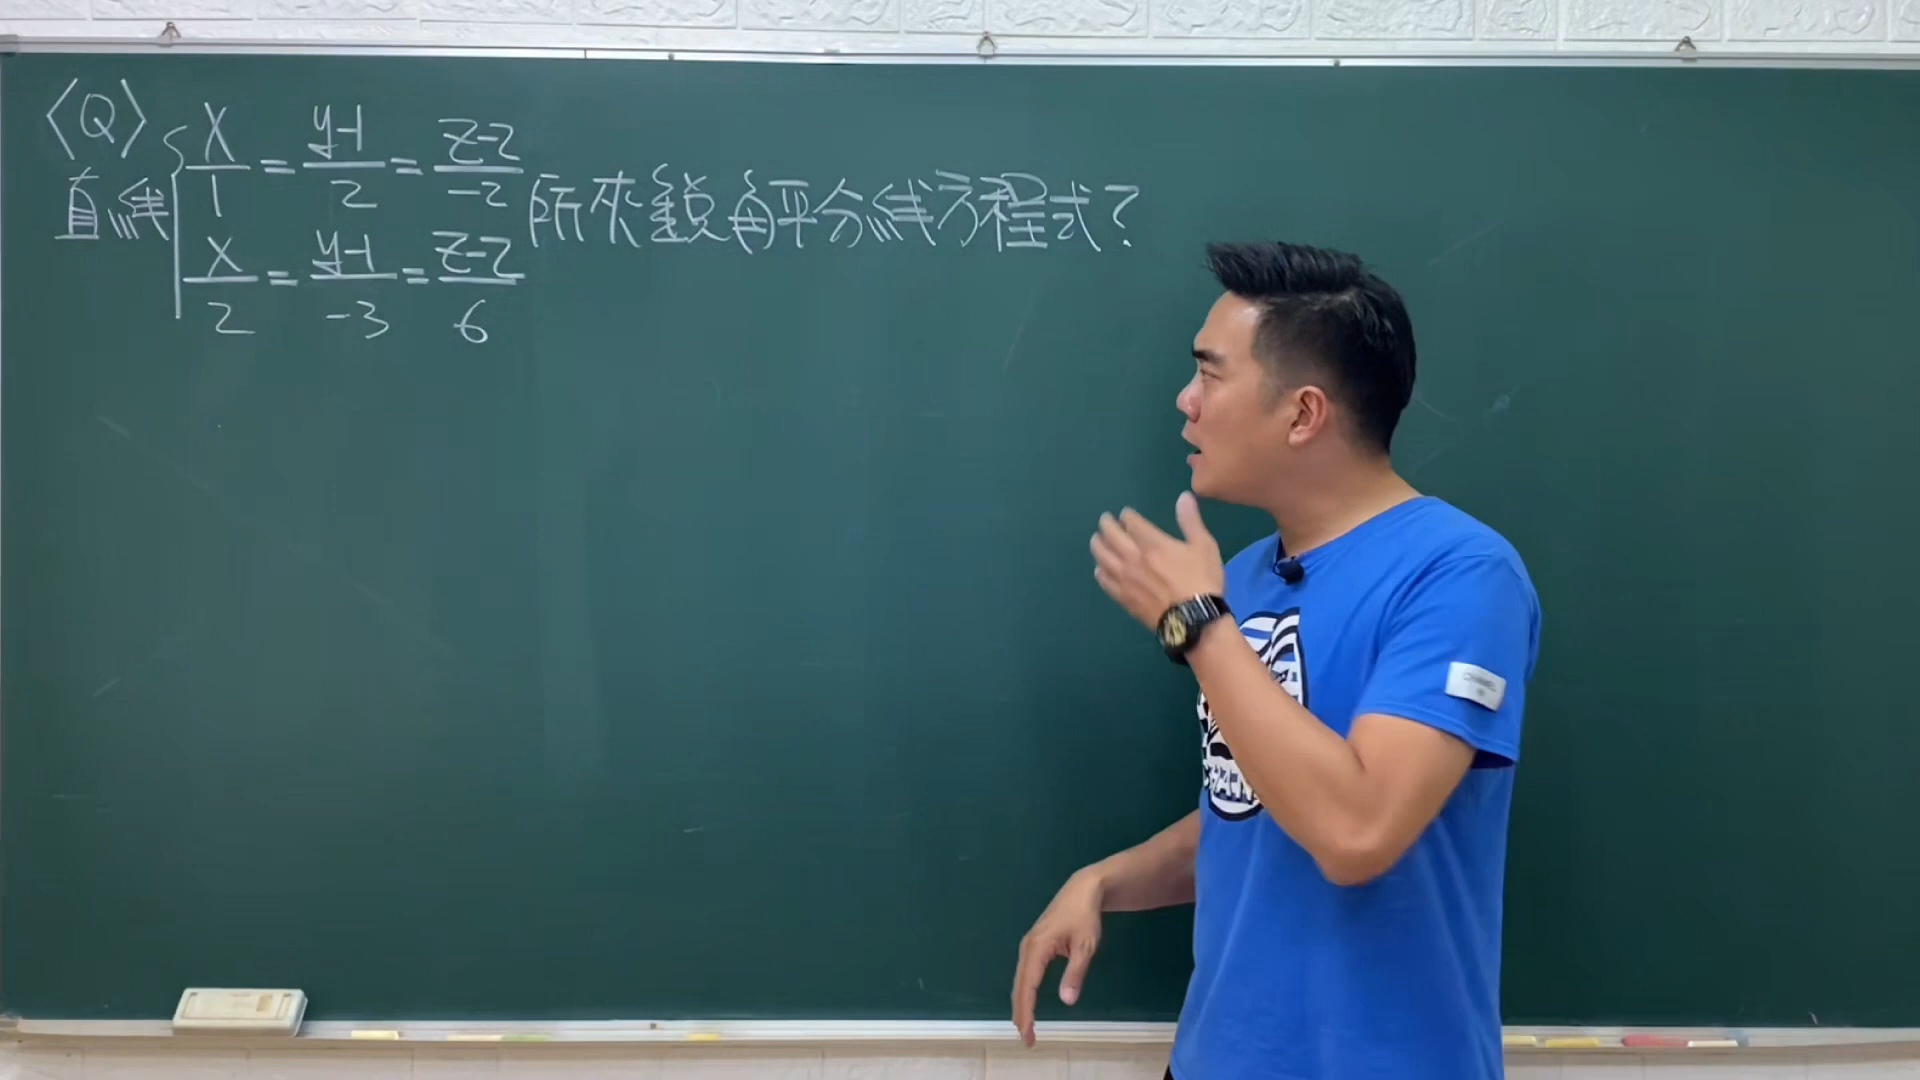 〈Q〉
直線 { x/1 = y-1/2 = z-2/-2 所夾銳角平分線方程式?
x/2 = y-1/-3 = z-2/6